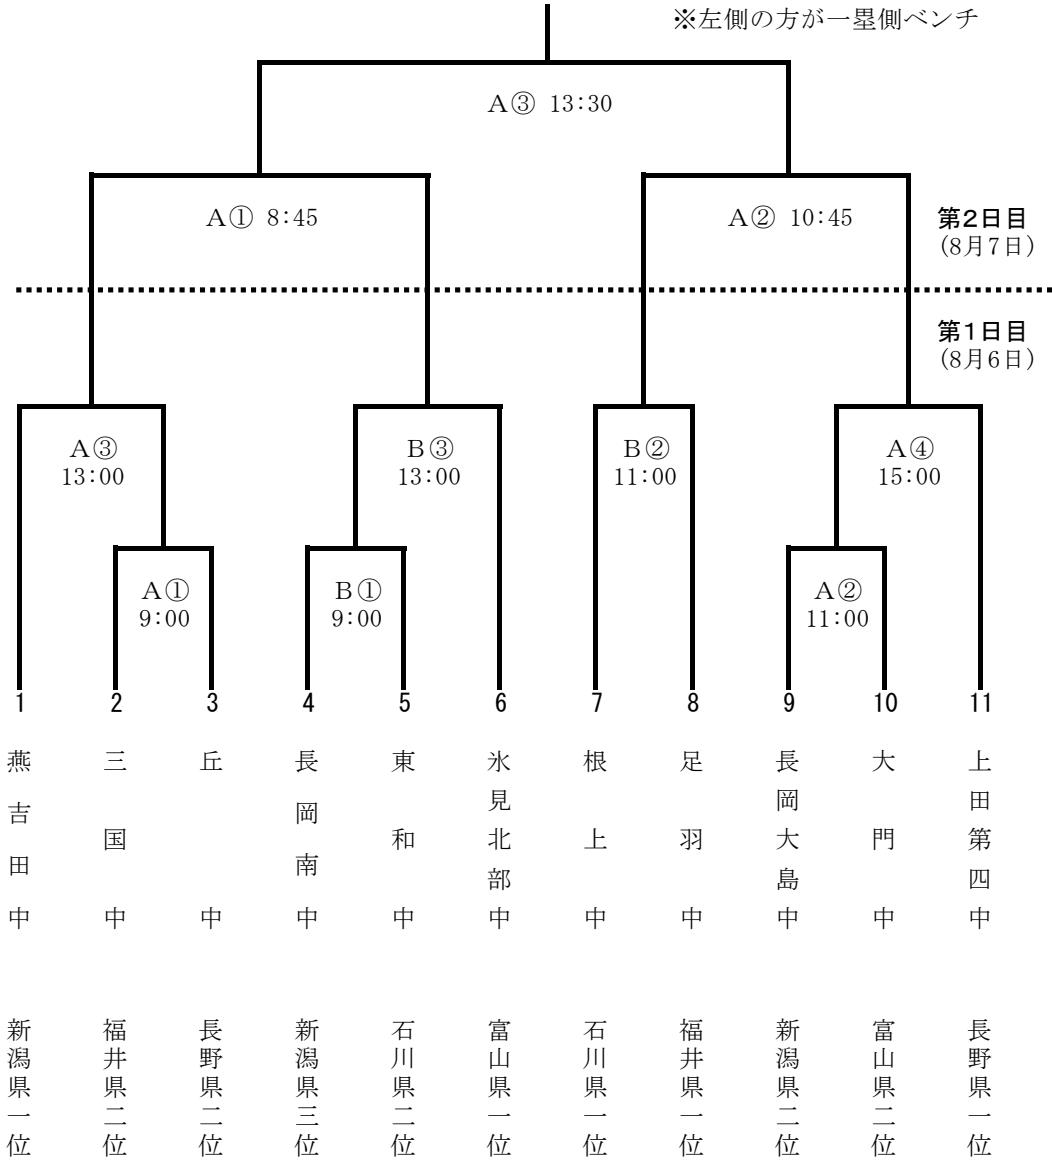 ※左側の方が一塁側ベンチ
A③ 13:30
A① 8:45
A② 10:45
第2日目
(8月7日)
第1日目
(8月6日)
A③
13:00
B③
13:00
B②
11:00
A④
15:00
A①
9:00
B①
9:00
A②
11:00
1 2 3 4 5 6 7 8 9 10 11
燕吉田中
三国中
丘中
長岡南中
東和中
氷見北部中
根上中
足羽中
長岡大島中
大門中
上田第四中
新潟県一位
福井県二位
長野県二位
新潟県三位
石川県二位
富山県一位
石川県一位
福井県一位
新潟県二位
富山県二位
長野県一位